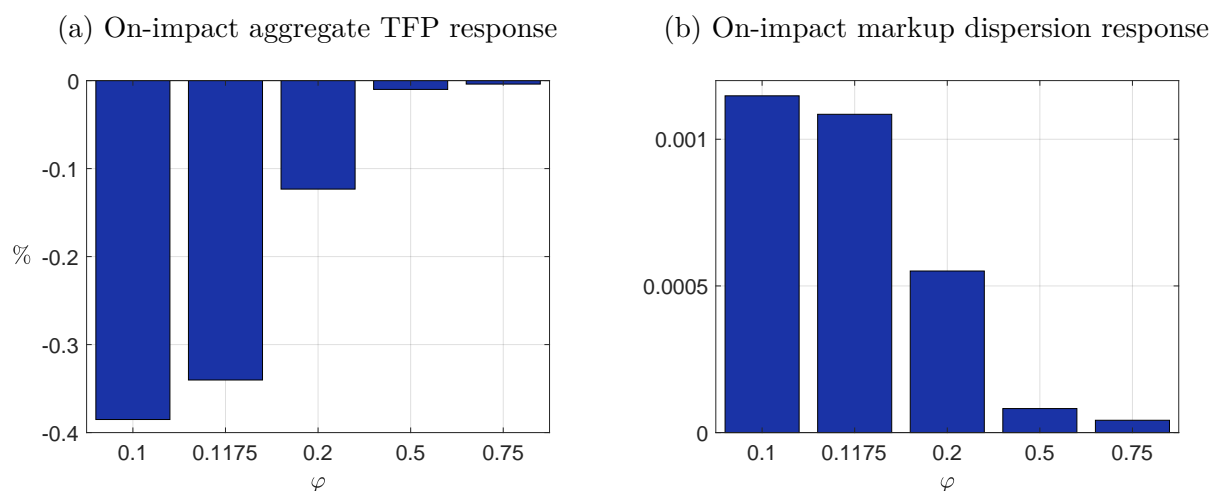 (a) On-impact aggregate TFP response
0
-0.1
-0.2
-0.3
-0.4
%
0.1 0.1175 0.2 0.5 0.75
φ
(b) On-impact markup dispersion response
0.001
0.0005
0
0.1 0.1175 0.2 0.5 0.75
φ